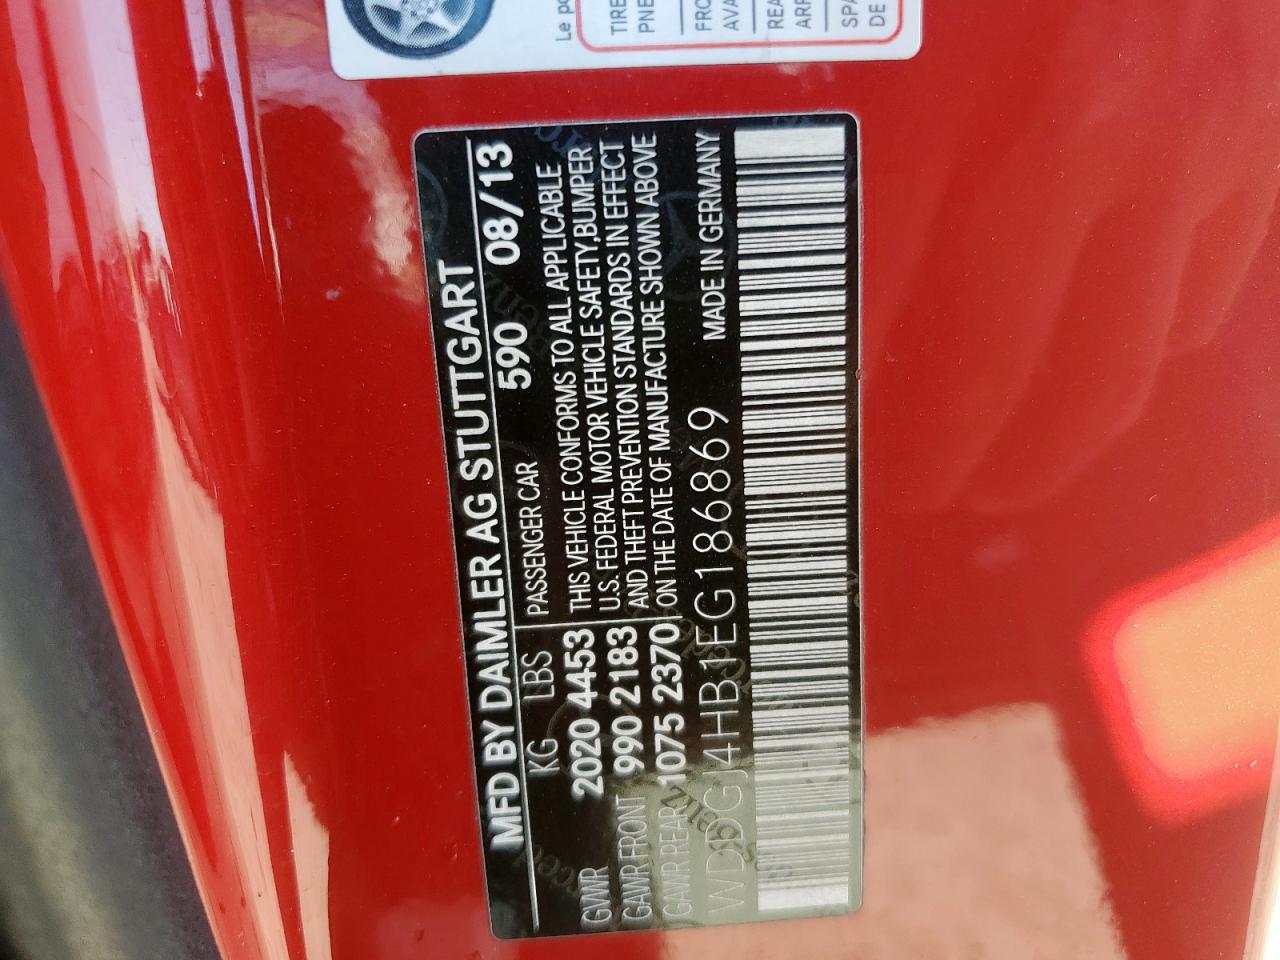 MFD BY DAIMLER AG STUTTGART
KG LBS PASSENGER CAR 590 08/13
GVWR 2020 4453 THIS VEHICLE CONFORMS TO ALL APPLICABLE
GAWR FRONT 990 2183 U.S. FEDERAL MOTOR VEHICLE SAFETY,BUMPER
GAWR REAR 1075 2370 AND THEFT PREVENTION STANDARDS IN EFFECT
ON THE DATE OF MANUFACTURE SHOWN ABOVE
WDDGJ4HB1EG186869 MADE IN GERMANY
Le
TIRE